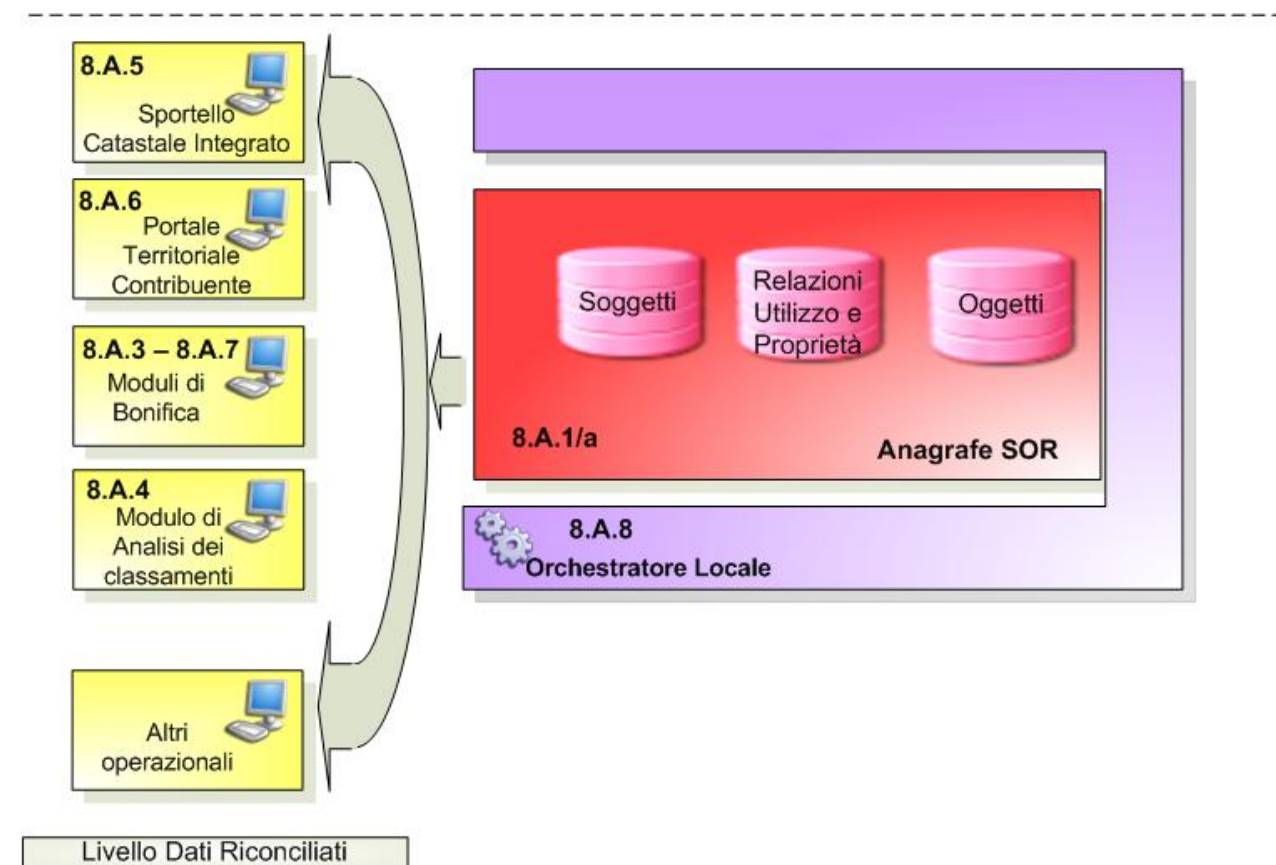 8.A.5
Sportello
Catastale Integrato
8.A.6
Portale
Territoriale
Contribuente
8.A.3 – 8.A.7
Moduli di
Bonifica
8.A.4
Modulo di
Analisi dei
classamenti
Altri
operazionali
Soggetti
Relazioni
Utilizzo e
Proprietà
Oggetti
8.A.1/a
Anagrafe SOR
8.A.8
Orchestratore Locale
Livello Dati Riconciliati